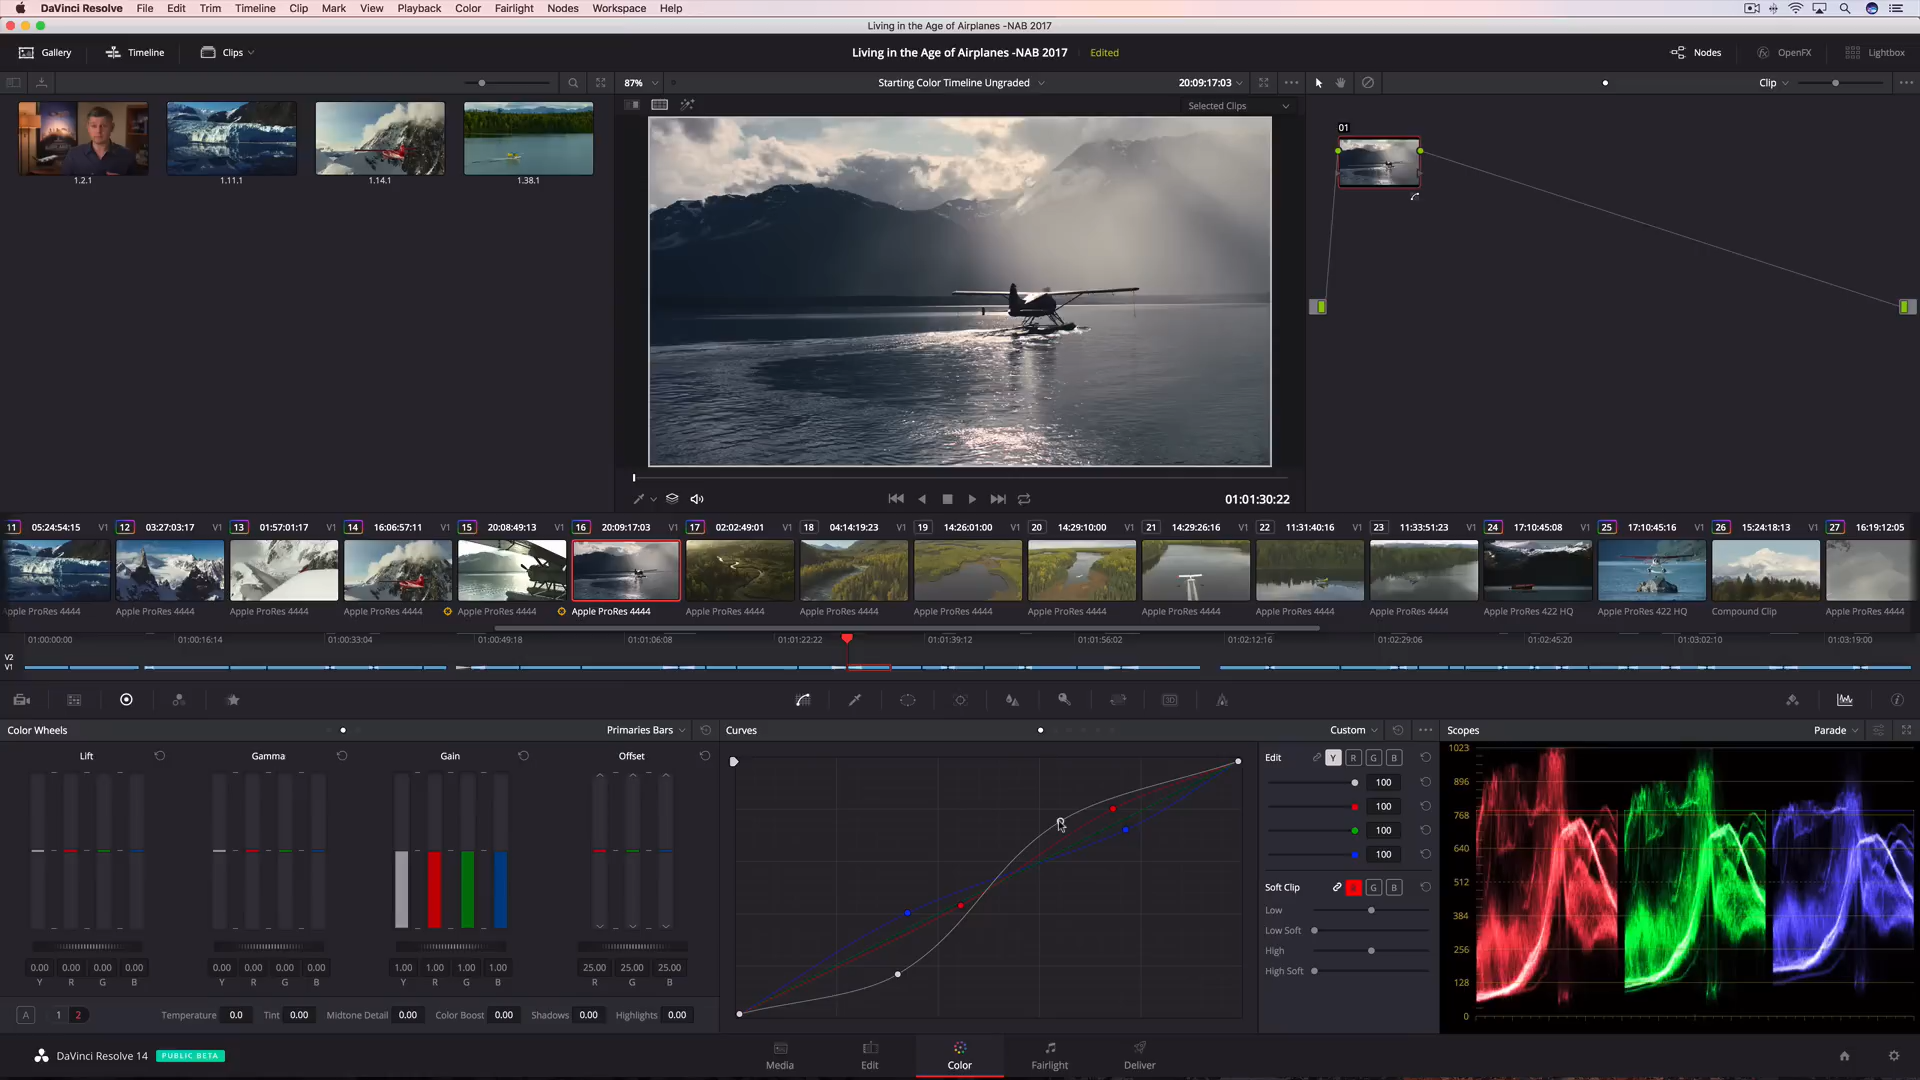 DaVinci Resolve File Edit Trim Timeline Clip Mark View Playback Color Fairlight Nodes Workspace Help
Living in the Age of Airplanes -NAB 2017
Gallery Timeline Clips Living in the Age of Airplanes -NAB 2017 Edited Nodes OpenFX Lightbox
87% Starting Color Timeline Ungraded 20:09:17:03 Clip
Selected Clips
1.2.1 1.11.1 1.14.1 1.38.1
01
01:01:30:22
11 05:24:54:15 V1 12 03:27:03:17 V1 13 01:57:01:17 V1 14 16:06:57:11 V1 15 20:08:49:13 V1 16 20:09:17:03 V1 17 02:02:49:01 V1 18 04:14:19:23 V1 19 14:26:01:00 V1 20 14:29:10:00 V1 21 14:29:26:16 V1 22 11:31:40:16 V1 23 11:33:51:23 V1 24 17:10:45:08 V1 25 17:10:45:16 V1 26 15:24:18:13 V1 27 16:19:12:05
Apple ProRes 4444 Apple ProRes 4444 Apple ProRes 4444 Apple ProRes 4444 Apple ProRes 4444 Apple ProRes 4444 Apple ProRes 4444 Apple ProRes 4444 Apple ProRes 4444 Apple ProRes 4444 Apple ProRes 4444 Apple ProRes 4444 Apple ProRes 4444 Apple ProRes 422 HQ Apple ProRes 422 HQ Compound Clip Apple ProRes 4444
01:00:00:00 01:00:16:14 01:00:33:04 01:00:49:18 01:01:06:08 01:01:22:22 01:01:39:12 01:01:56:02 01:02:12:16 01:02:29:06 01:02:45:20 01:03:02:10 01:03:19:00
V2
V1
3D
Color Wheels Primaries Bars Curves Custom Scopes Parade
Lift Gamma Gain Offset
Edit Y R G B
100
100
100
100
Soft Clip G B
Low
Low Soft
High
High Soft
1023
896
768
640
512
384
256
128
0
0.00 0.00 0.00 0.00 0.00 0.00 0.00 0.00 1.00 1.00 1.00 1.00 25.00 25.00 25.00
Y R G B Y R G B Y R G B R G B
A 1 2 Temperature 0.0 Tint 0.00 Midtone Detail 0.00 Color Boost 0.00 Shadows 0.00 Highlights 0.00
DaVinci Resolve 14 PUBLIC BETA Media Edit Color Fairlight Deliver